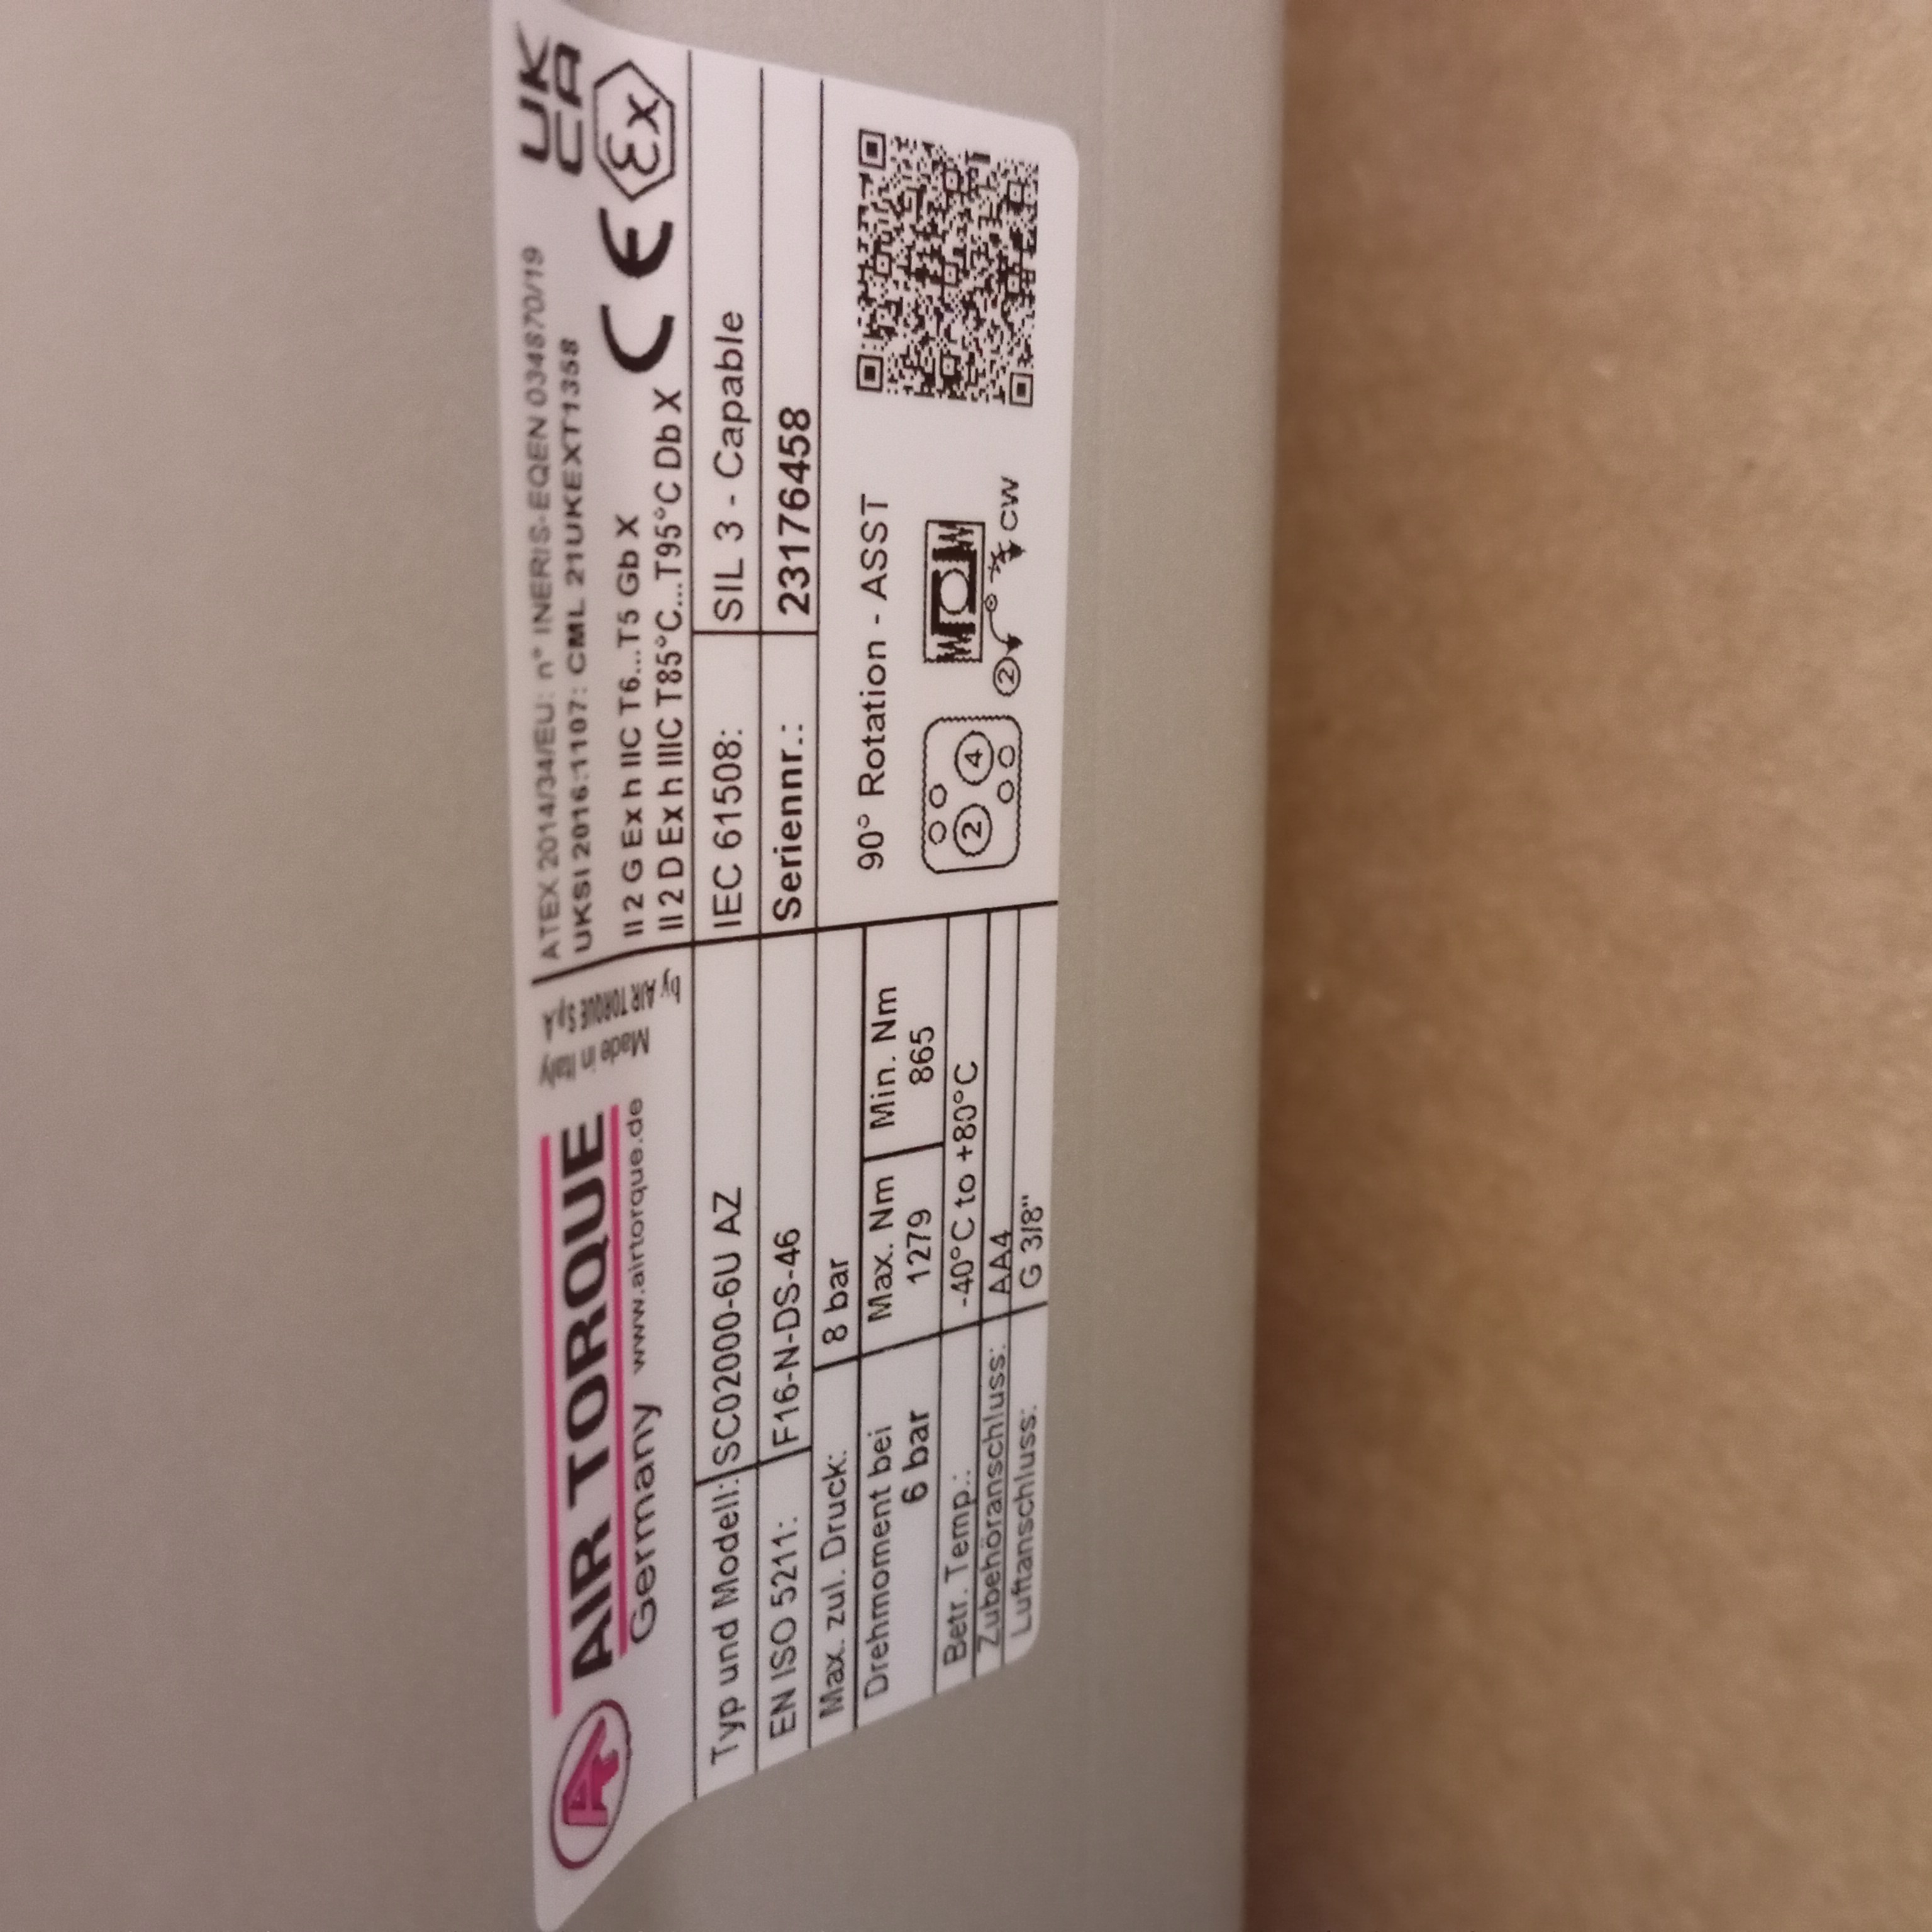 AIR TORQUE
Germany www.airtorque.de
Made in Italy
by AIR TORQUE S.p.A
ATEX 2014/34/EU: n° INERIS-EQEN 034870/19
UKSI 2016:1107: CML 21UKEXT1358
II 2 G Ex h IIC T6...T5 Gb X
II 2 D Ex h IIIC T85°C...T95°C Db X
UK
CA
CE Ex
Typ und Modell: SC02000-6U AZ
IEC 61508: SIL 3 - Capable
EN ISO 5211: F16-N-DS-46
Seriennr.: 23176458
Max. zul. Druck: 8 bar
Drehmoment bei Max. Nm Min. Nm
6 bar 1279 865
Betr. Temp.: -40°C to +80°C
Zubehöranschluss: AA4
Luftanschluss: G 3/8"
90° Rotation - ASST
2 4
2 CW